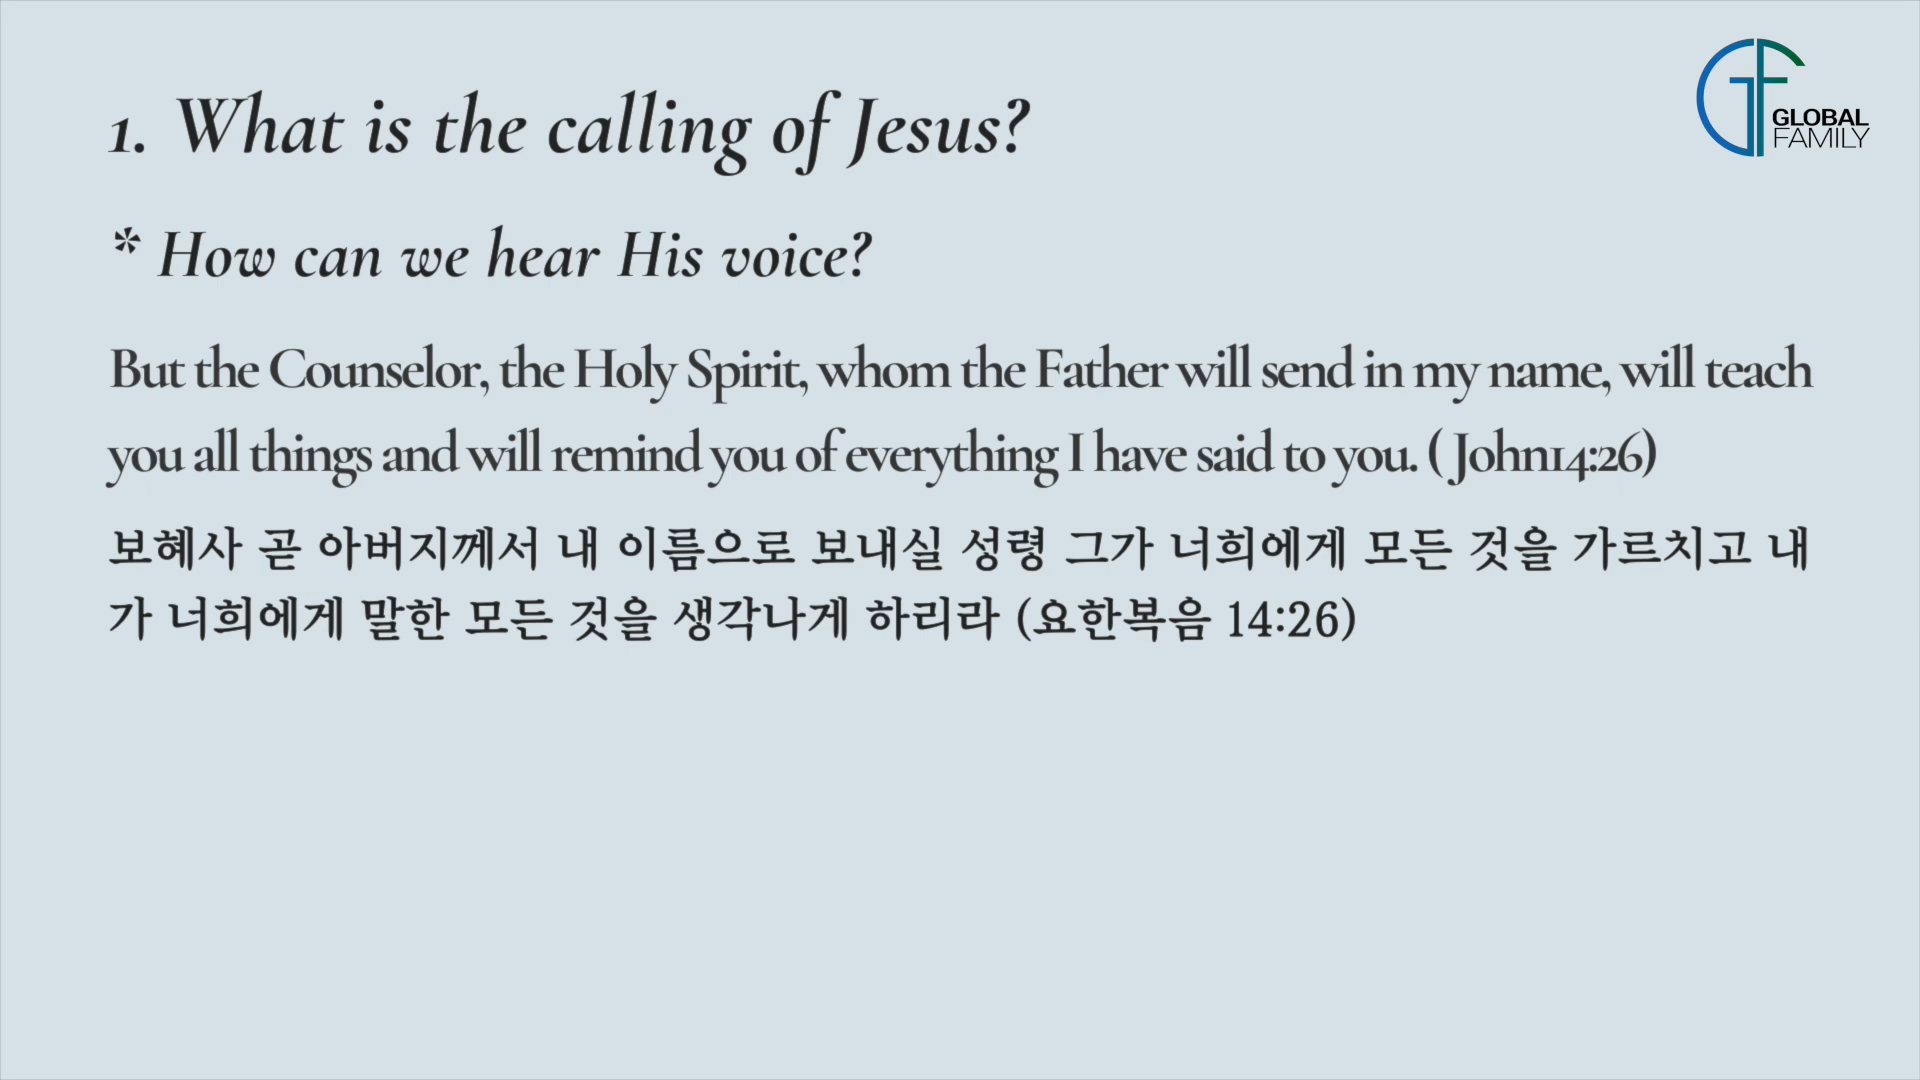 GF GLOBAL
FAMILY
1. What is the calling of Jesus?
* How can we hear His voice?
But the Counselor, the Holy Spirit, whom the Father will send in my name, will teach
you all things and will remind you of everything I have said to you. ( John14:26)
보혜사 곧 아버지께서 내 이름으로 보내실 성령 그가 너희에게 모든 것을 가르치고 내
가 너희에게 말한 모든 것을 생각나게 하리라 (요한복음 14:26)